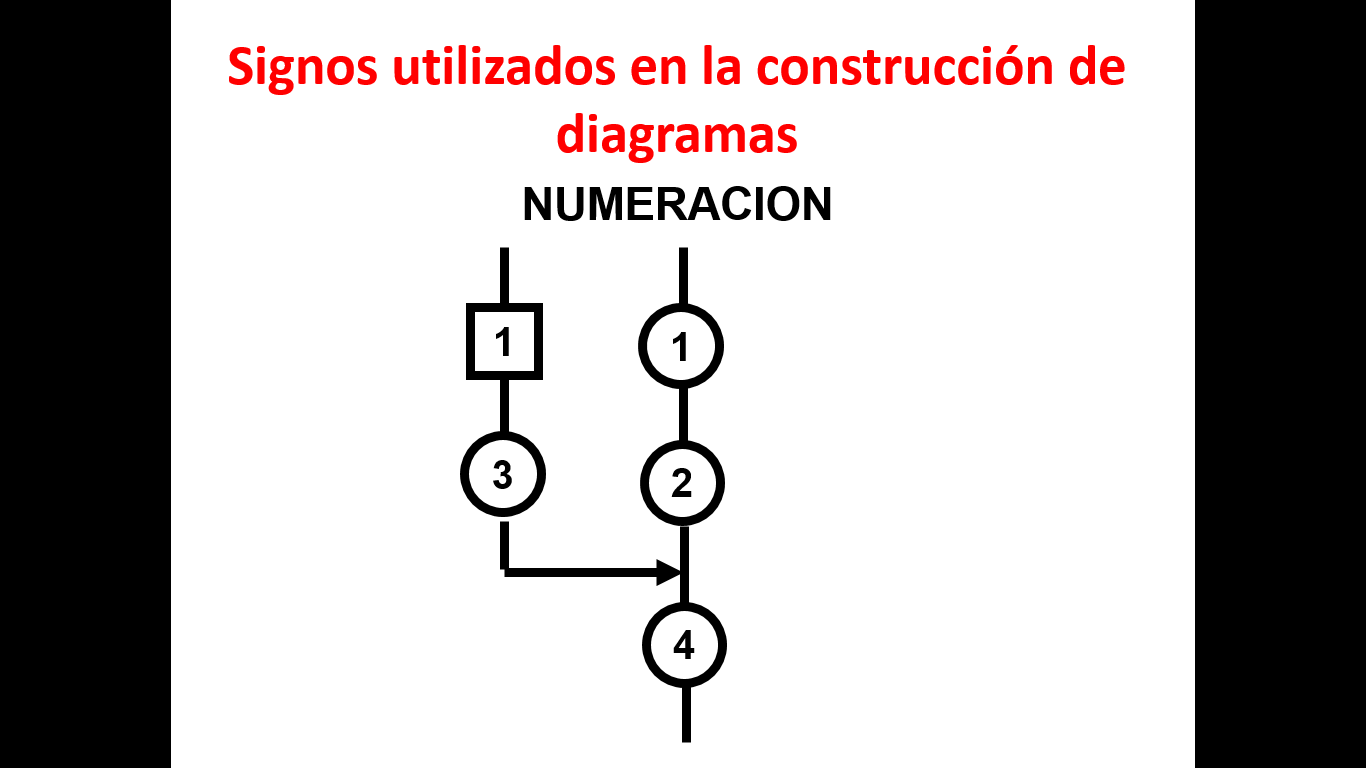 Signos utilizados en la construcción de
diagramas
NUMERACION
1
1
3
2
4